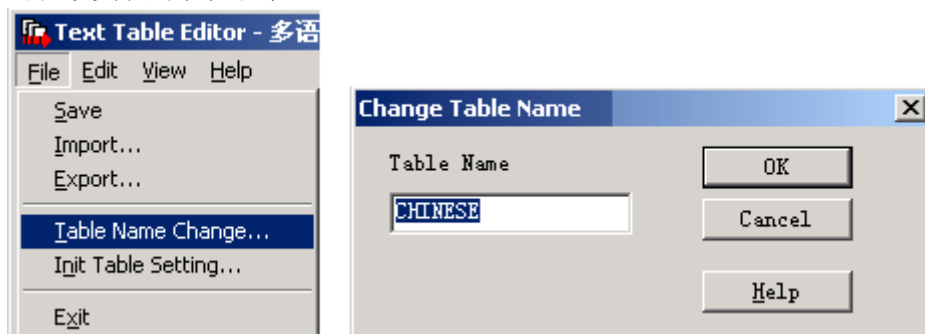 Text Table Editor - 多语
File Edit View Help
Save
Import...
Export...
Table Name Change...
Init Table Setting...
Exit
Change Table Name
Table Name
CHINESE
OK
Cancel
Help